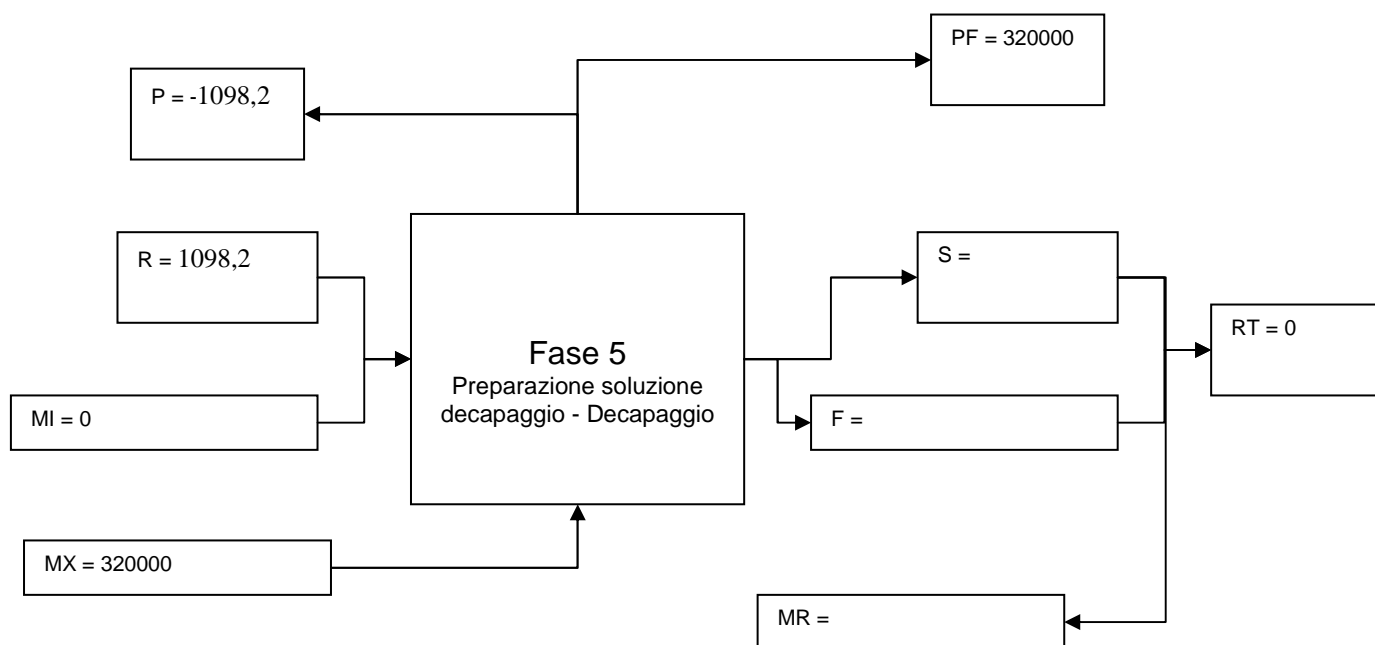 PF = 320000
P = -1098,2
R = 1098,2
S =
RT = 0
Fase 5
Preparazione soluzione
decapaggio - Decapaggio
MI = 0
F =
MX = 320000
MR =